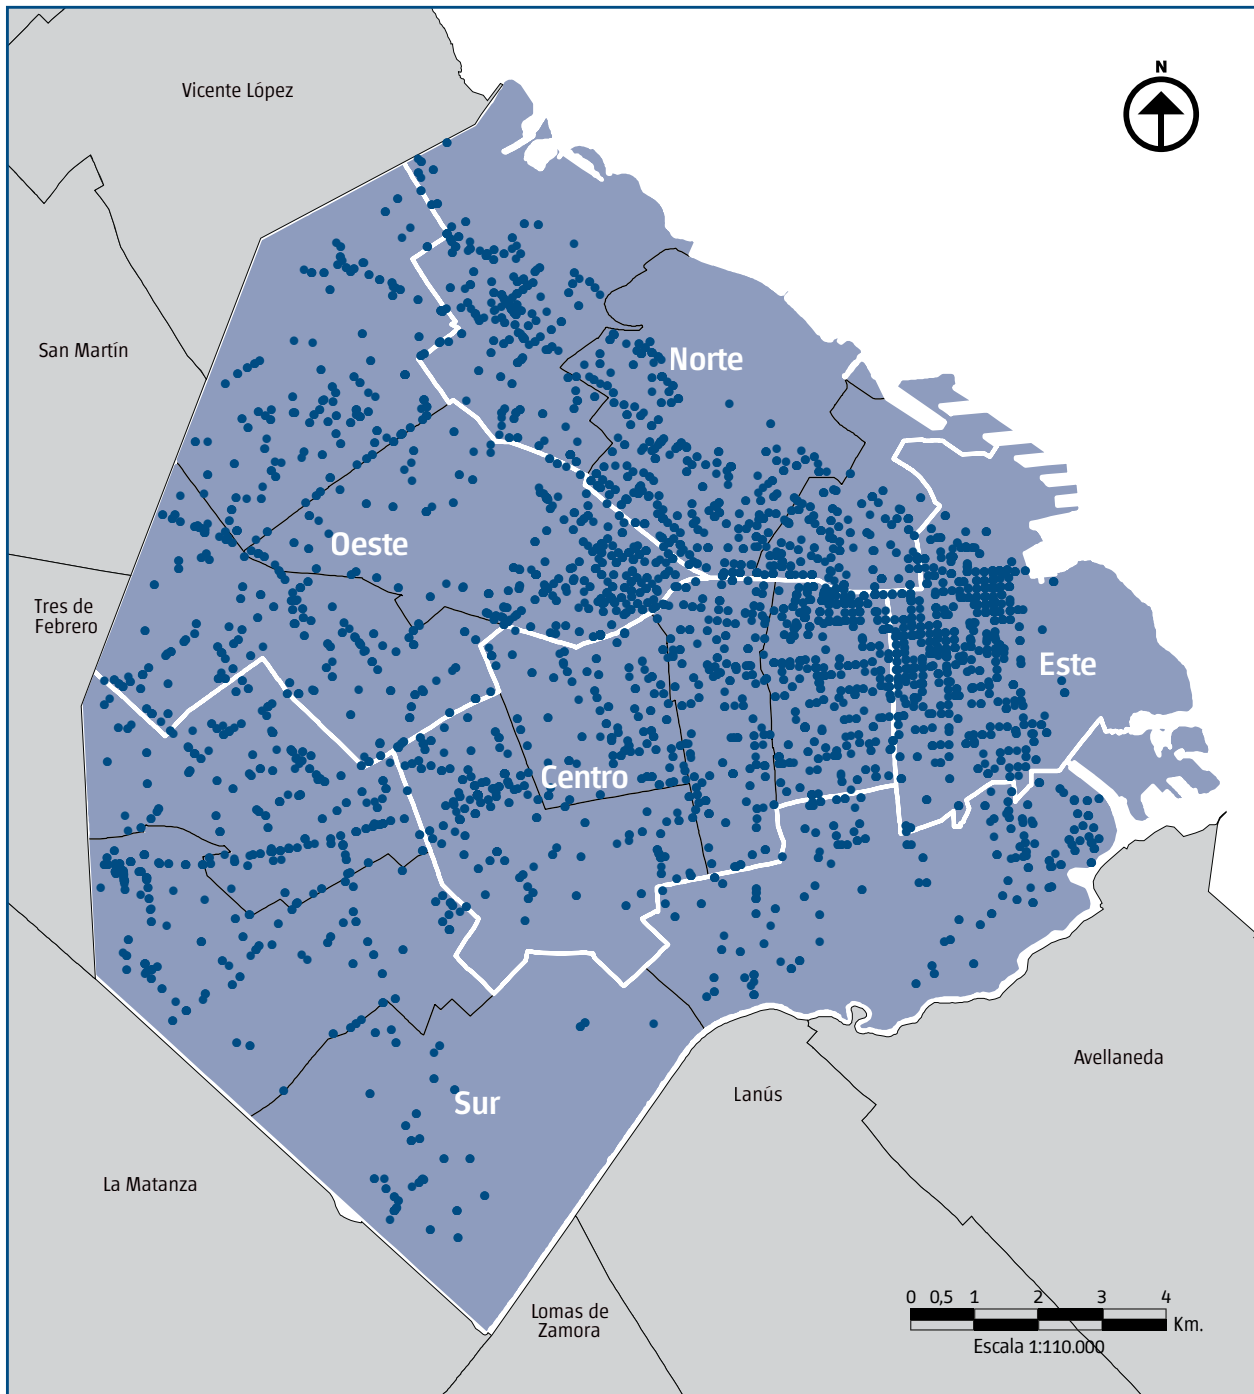 N
Vicente López
San Martín
Norte
Oeste
Tres de
Febrero
Este
Centro
Avellaneda
Lanús
Sur
La Matanza
Lomas de
Zamora
0 0,5 1 2 3 4
Km.
Escala 1:110.000